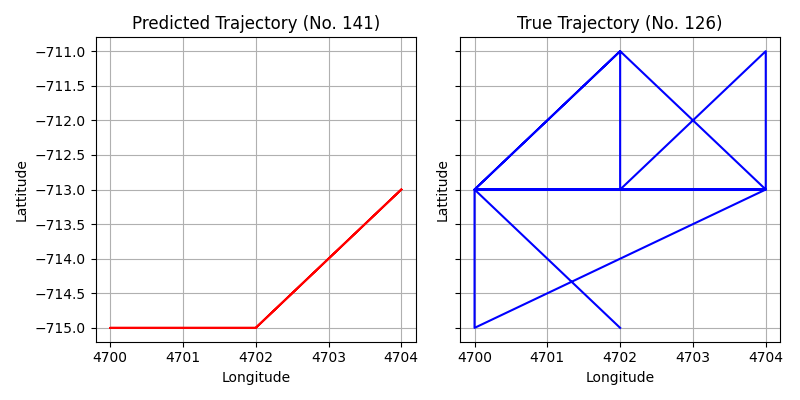 Predicted Trajectory (No. 141)
−711.0
−711.5
−712.0
−712.5
−713.0
−713.5
−714.0
−714.5
−715.0
Lattitude
4700 4701 4702 4703 4704
Longitude
True Trajectory (No. 126)
Lattitude
4700 4701 4702 4703 4704
Longitude